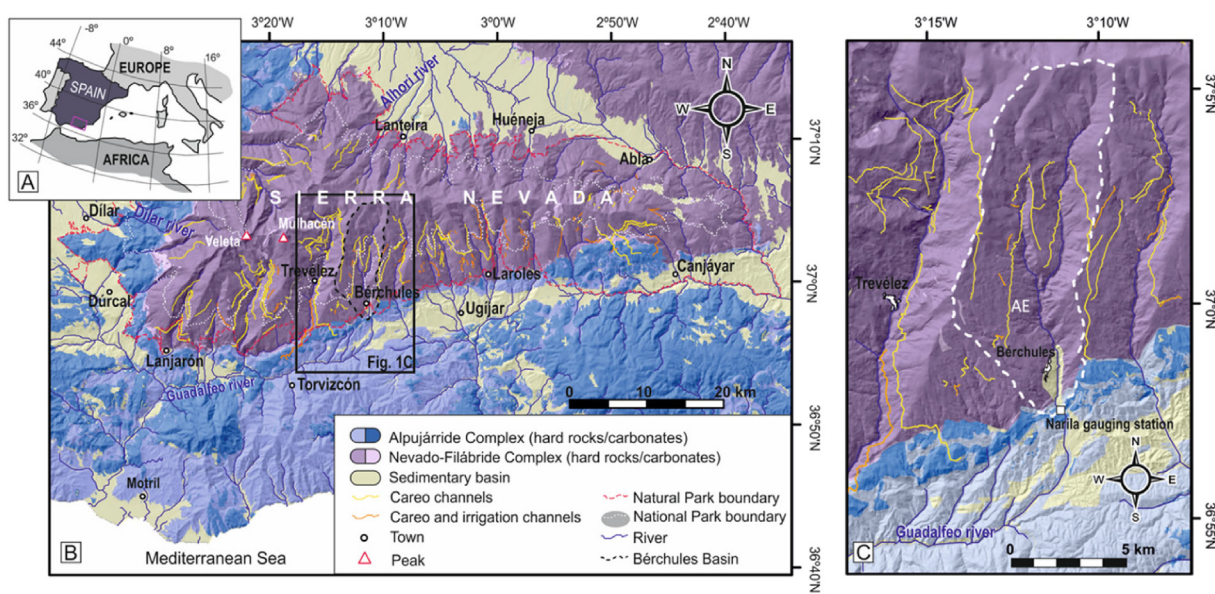 -8° 0° 8° 16°
44°
40°
36°
32°
EUROPE
SPAIN
AFRICA
A
3°20'0"W 3°10'W 3°0'W 2°50'W 2°40'W
Alhori river
Lanteira
Huéneja
Abla
N
W E
S
37°10'N
37°0'N
36°50'N
36°40'N
SIERRA NEVADA
Dílar
Dílar river
Veleta
Mulhacén
Trevélez
Bérchules
Laroles
Canjáyar
Ugíjar
Dúrcal
Lanjarón
Fig. 1C
Guadalfeo river
Torvizcón
0 10 20 km
Motril
Mediterranean Sea
B
Alpujárride Complex (hard rocks/carbonates)
Nevado-Filábride Complex (hard rocks/carbonates)
Sedimentary basin
Careo channels
Careo and irrigation channels
Town
Peak
Natural Park boundary
National Park boundary
River
Bérchules Basin
3°15'W 3°10'W
37°5'N
37°0'N
36°55'N
Trevélez
AE
Bérchules
Narila gauging station
N
W E
S
Guadalfeo river
0 5 km
C